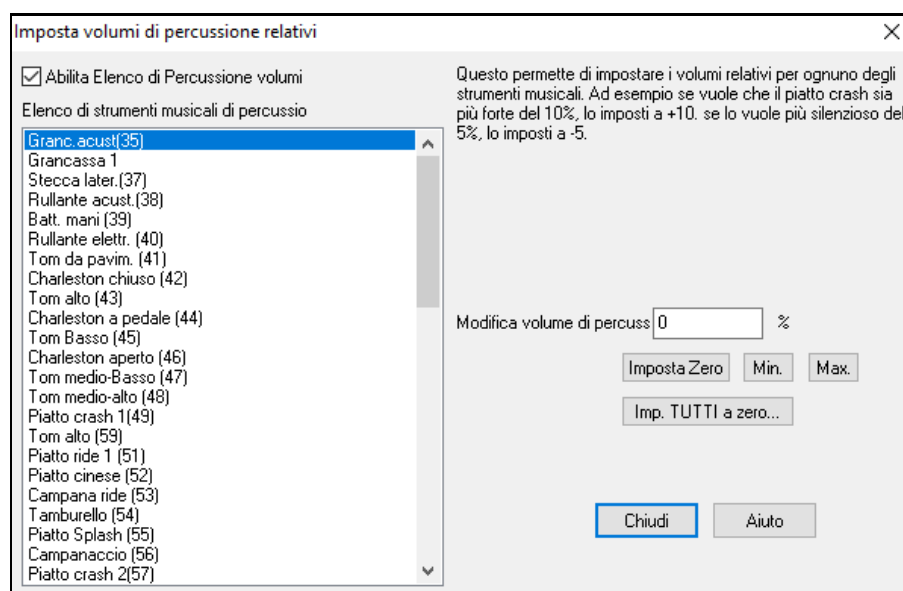 Imposta volumi di percussione relativi
Abilita Elenco di Percussione volumi
Elenco di strumenti musicali di percussio
Granc.acust(35)
Grancassa 1
Stecca later.(37)
Rullante acust.(38)
Batt. mani (39)
Rullante elettr. (40)
Tom da pavim. (41)
Charleston chiuso (42)
Tom alto (43)
Charleston a pedale (44)
Tom Basso (45)
Charleston aperto (46)
Tom medio-Basso (47)
Tom medio-alto (48)
Piatto crash 1(49)
Tom alto (59)
Piatto ride 1 (51)
Piatto cinese (52)
Campana ride (53)
Tamburello (54)
Piatto Splash (55)
Campanaccio (56)
Piatto crash 2(57)
Questo permette di impostare i volumi relativi per ognuno degli
strumenti musicali. Ad esempio se vuole che il piatto crash sia
più forte del 10%, lo imposti a +10. se lo vuole più silenzioso del
5%, lo imposti a -5.
Modifica volume di percuss 0 %
Imposta Zero Min. Max.
Imp. TUTTI a zero...
Chiudi Aiuto